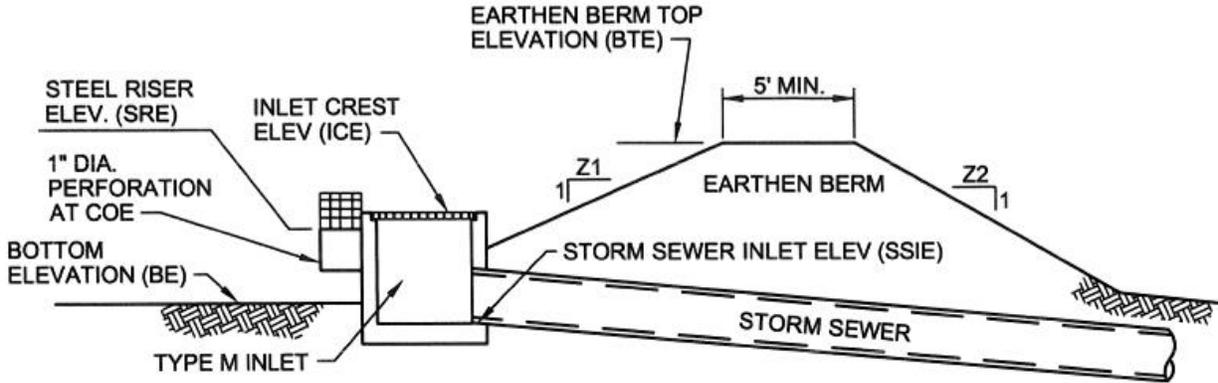 EARTHEN BERM TOP
ELEVATION (BTE)
5' MIN.
STEEL RISER
ELEV. (SRE)
INLET CREST
ELEV (ICE)
1" DIA.
PERFORATION
AT COE
Z1
1
EARTHEN BERM
Z2
1
BOTTOM
ELEVATION (BE)
STORM SEWER INLET ELEV (SSIE)
STORM SEWER
TYPE M INLET